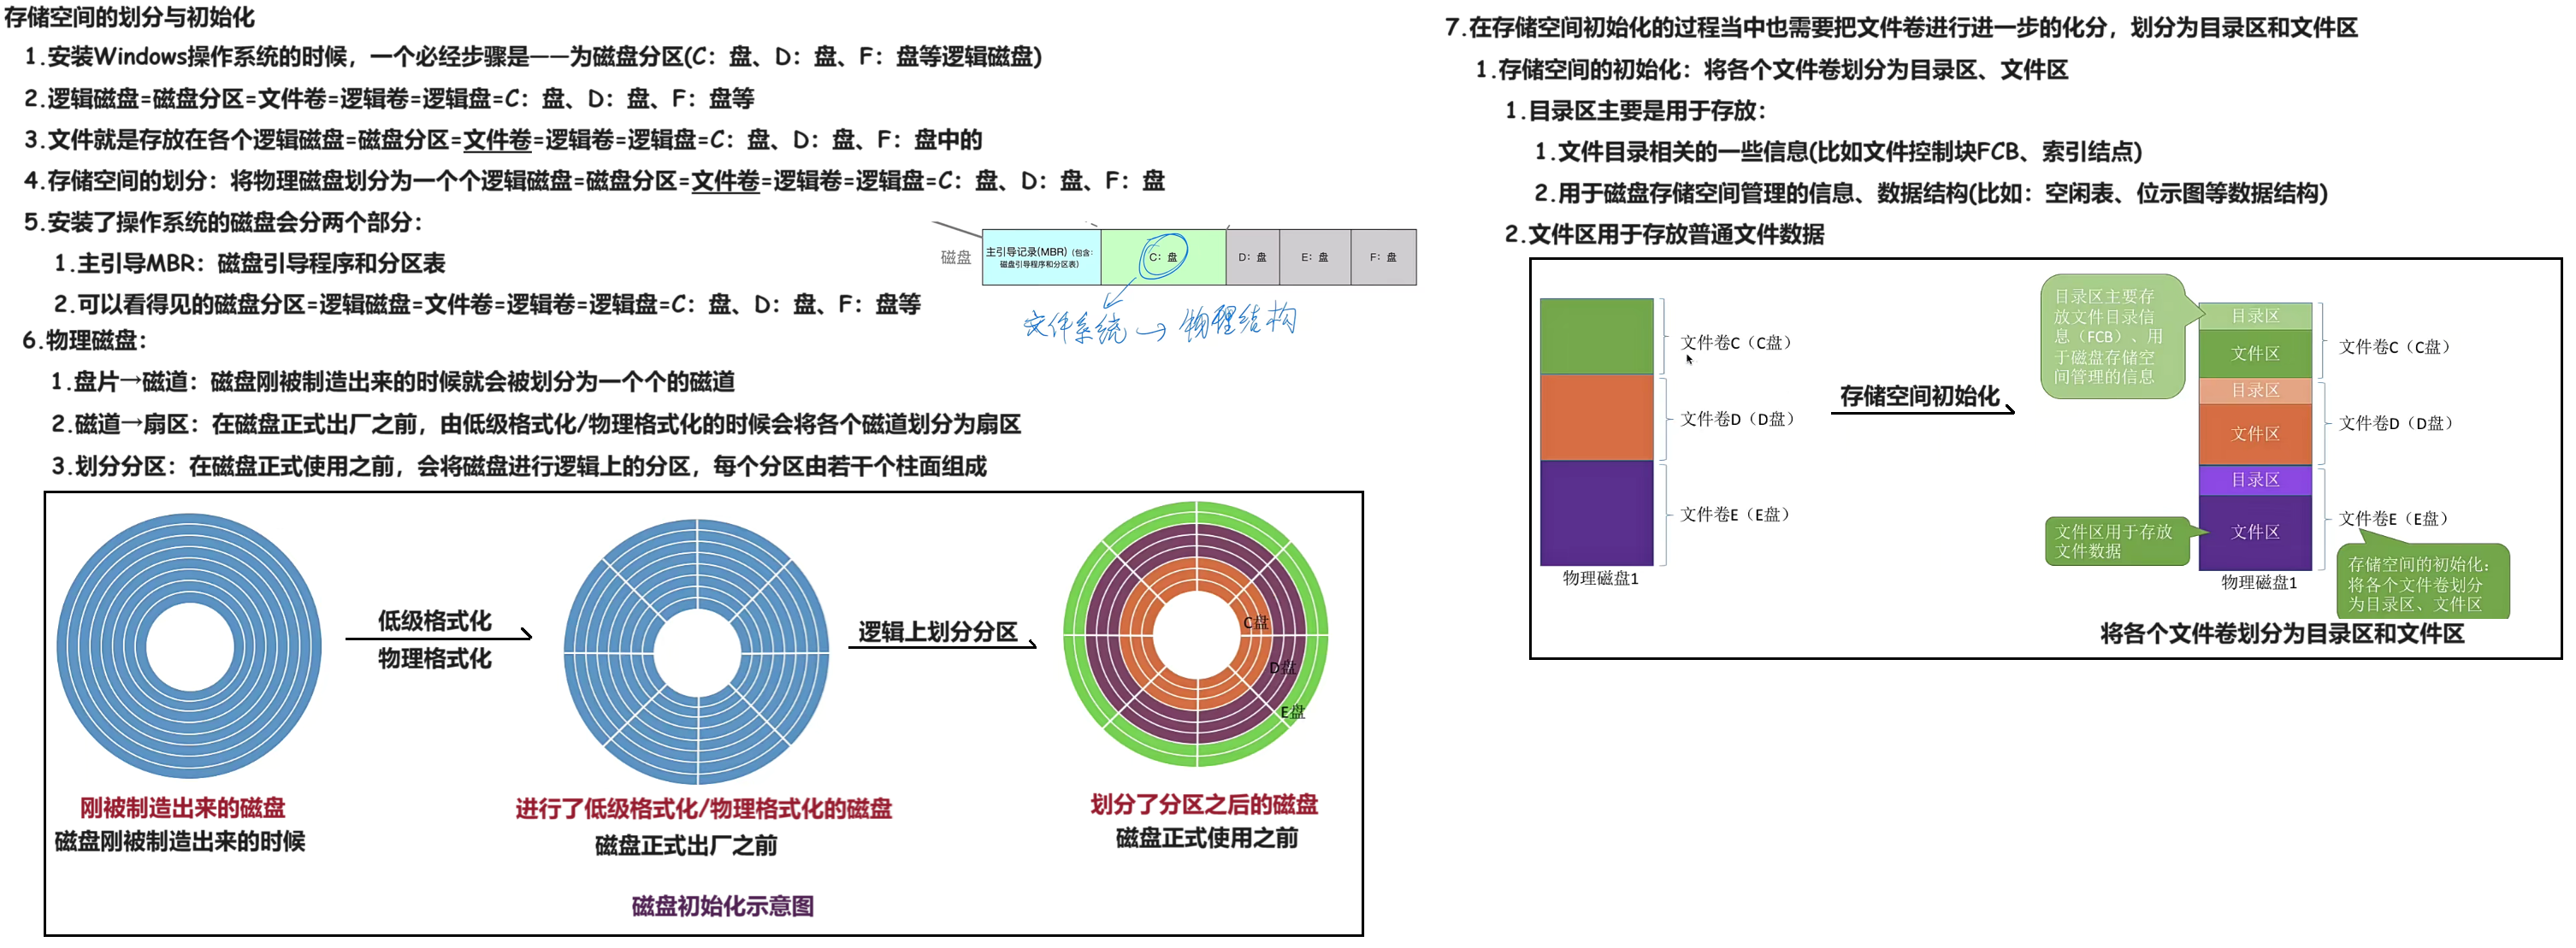 存储空间的划分与初始化
1.安装Windows操作系统的时候，一个必经步骤是——为磁盘分区(C：盘、D：盘、F：盘等逻辑磁盘)
2.逻辑磁盘=磁盘分区=文件卷=逻辑卷=逻辑盘=C：盘、D：盘、F：盘等
3.文件就是存放在各个逻辑磁盘=磁盘分区=文件卷=逻辑卷=逻辑盘=C：盘、D：盘、F：盘中的
4.存储空间的划分：将物理磁盘划分为一个个逻辑磁盘=磁盘分区=文件卷=逻辑卷=逻辑盘=C：盘、D：盘、F：盘
5.安装了操作系统的磁盘会分两个部分：
1.主引导MBR：磁盘引导程序和分区表
2.可以看得见的磁盘分区=逻辑磁盘=文件卷=逻辑卷=逻辑盘=C：盘、D：盘、F：盘等
磁盘
主引导记录(MBR)（包含：
磁盘引导程序和分区表）
C：盘
D：盘
E：盘
F：盘
文件系统→物理结构
6.物理磁盘：
1.盘片→磁道：磁盘刚被制造出来的时候就会被划分为一个个的磁道
2.磁道→扇区：在磁盘正式出厂之前，由低级格式化/物理格式化的时候会将各个磁道划分为扇区
3.划分分区：在磁盘正式使用之前，会将磁盘进行逻辑上的分区，每个分区由若干个柱面组成
低级格式化
物理格式化
逻辑上划分分区
C盘
D盘
E盘
刚被制造出来的磁盘
磁盘刚被制造出来的时候
进行了低级格式化/物理格式化的磁盘
磁盘正式出厂之前
划分了分区之后的磁盘
磁盘正式使用之前
磁盘初始化示意图
7.在存储空间初始化的过程当中也需要把文件卷进行进一步的化分，划分为目录区和文件区
1.存储空间的初始化：将各个文件卷划分为目录区、文件区
1.目录区主要是用于存放：
1.文件目录相关的一些信息(比如文件控制块FCB、索引结点)
2.用于磁盘存储空间管理的信息、数据结构(比如：空闲表、位示图等数据结构)
2.文件区用于存放普通文件数据
文件卷C（C盘）
文件卷D（D盘）
文件卷E（E盘）
物理磁盘1
存储空间初始化
目录区主要存
放文件目录信
息（FCB）、用
于磁盘存储空
间管理的信息
目录区
文件区
文件卷C（C盘）
目录区
文件区
文件卷D（D盘）
目录区
文件区
文件卷E（E盘）
文件区用于存放
文件数据
物理磁盘1
存储空间的初始化：
将各个文件卷划分
为目录区、文件区
将各个文件卷划分为目录区和文件区